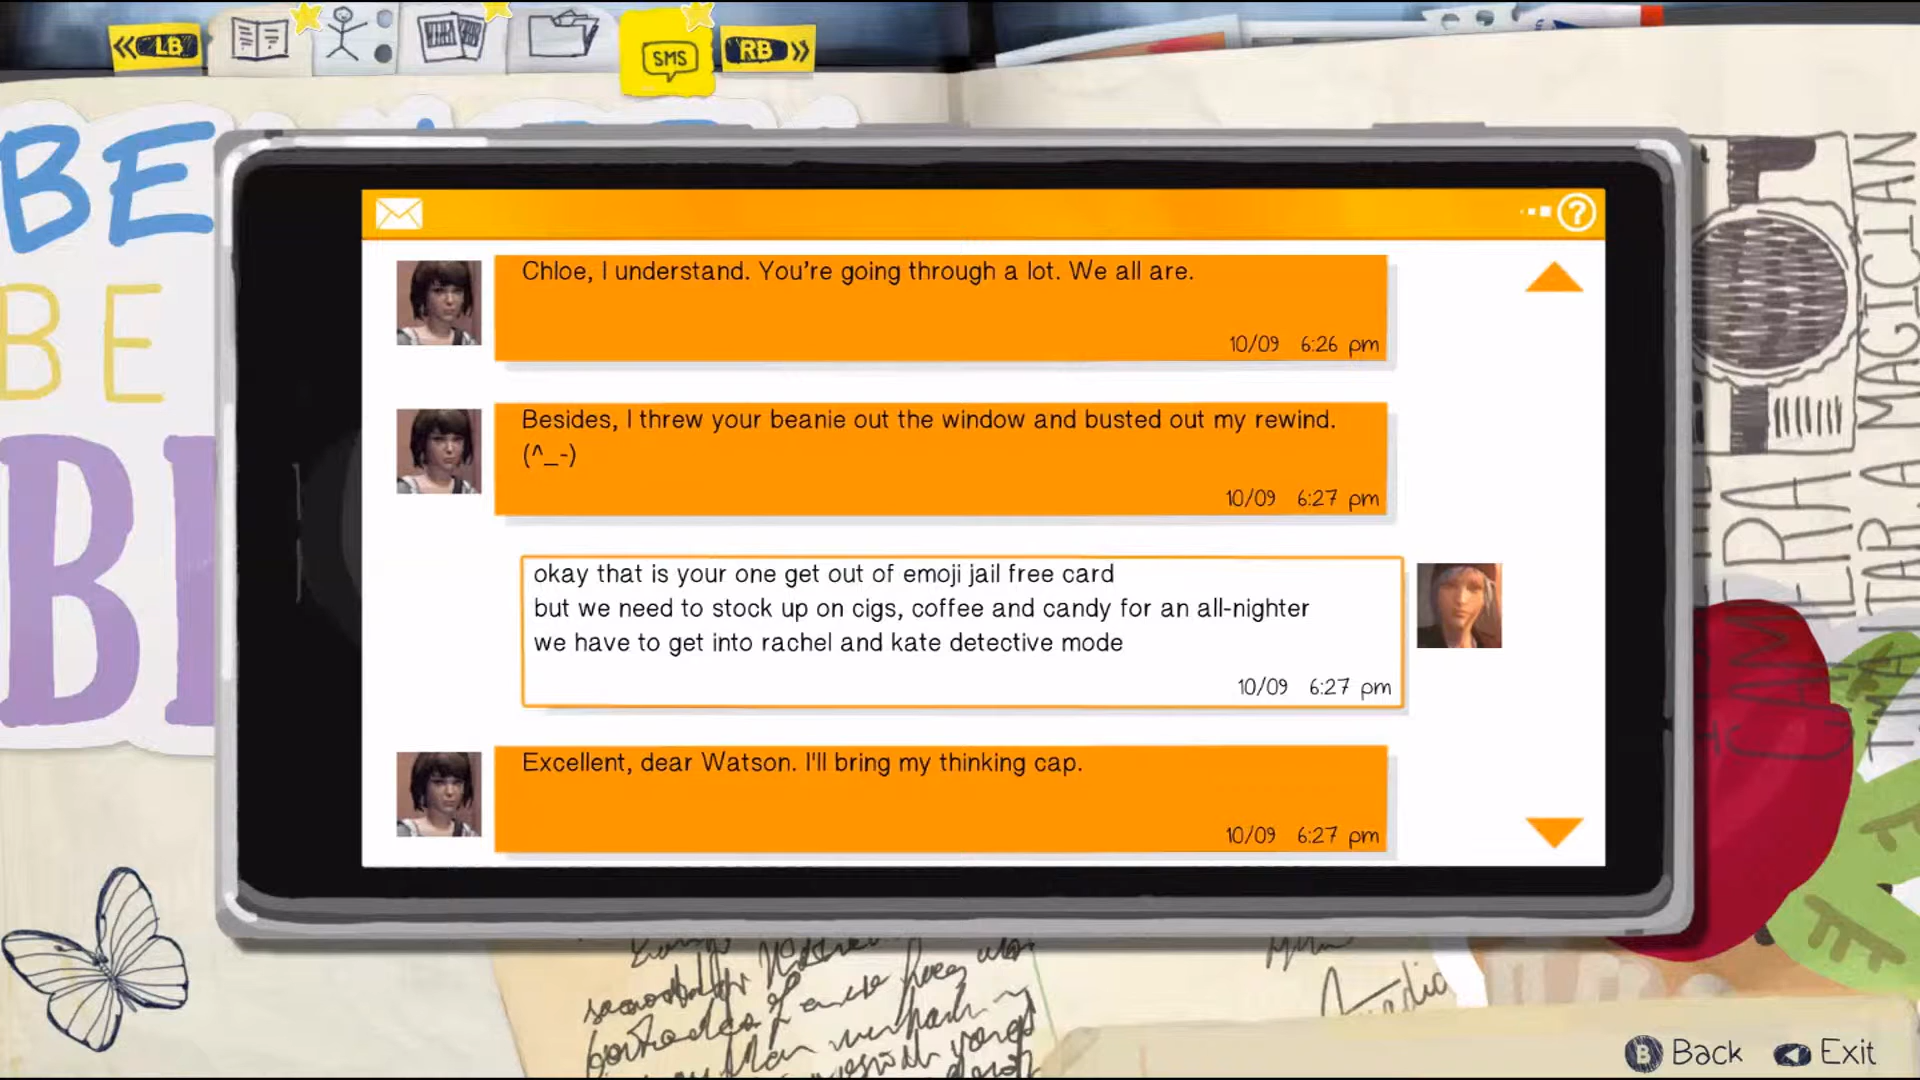 LB
SMS
RB
BE
BE
Chloe, I understand. You're going through a lot. We all are.
10/09 6:26 pm
Besides, I threw your beanie out the window and busted out my rewind.
(^_-)
10/09 6:27 pm
okay that is your one get out of emoji jail free card
but we need to stock up on cigs, coffee and candy for an all-nighter
we have to get into rachel and kate detective mode
10/09 6:27 pm
Excellent, dear Watson. I'll bring my thinking cap.
10/09 6:27 pm
?
MAGICIAN
B Back
Exit